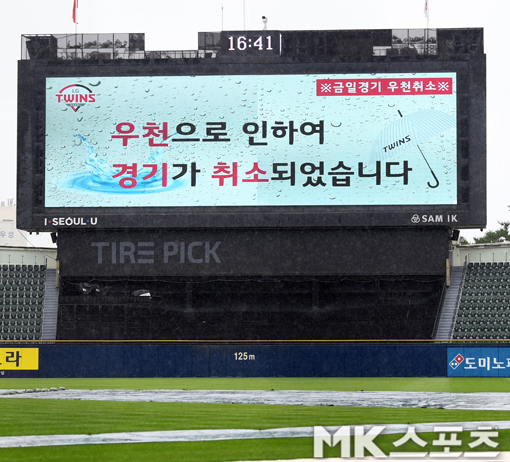 16:41
LG
TWINS
※금일경기 우천취소※
우천으로 인하여
경기가 취소되었습니다
TWINS
I·SEOUL·U
SAM IK
TIRE PICK
라
125m
도미노피
MK스포츠